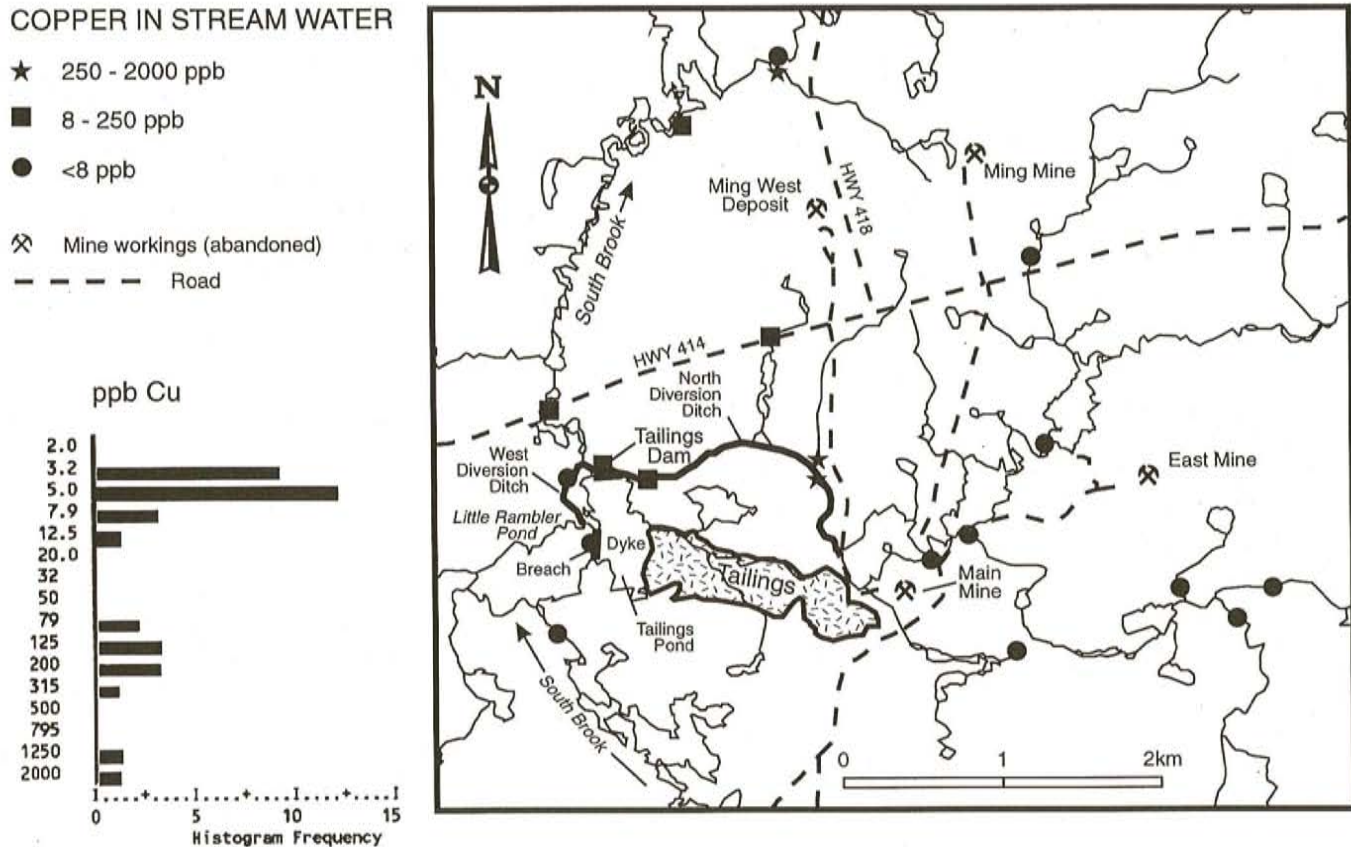 COPPER IN STREAM WATER
250 - 2000 ppb
8 - 250 ppb
<8 ppb
Mine workings (abandoned)
Road
ppb Cu
2.0
3.2
5.0
7.9
12.5
20.0
32
50
79
125
200
315
500
795
1250
2000
0 5 10 15
Histogram Frequency
N
South Brook
Ming West
Deposit
HWY 418
Ming Mine
HWY 414
North
Diversion
Ditch
Tailings
Dam
West
Diversion
Ditch
East Mine
Little Rambler
Pond
Dyke
Breach
Tailings
Main
Mine
Tailings
Pond
South Brook
0 1 2km